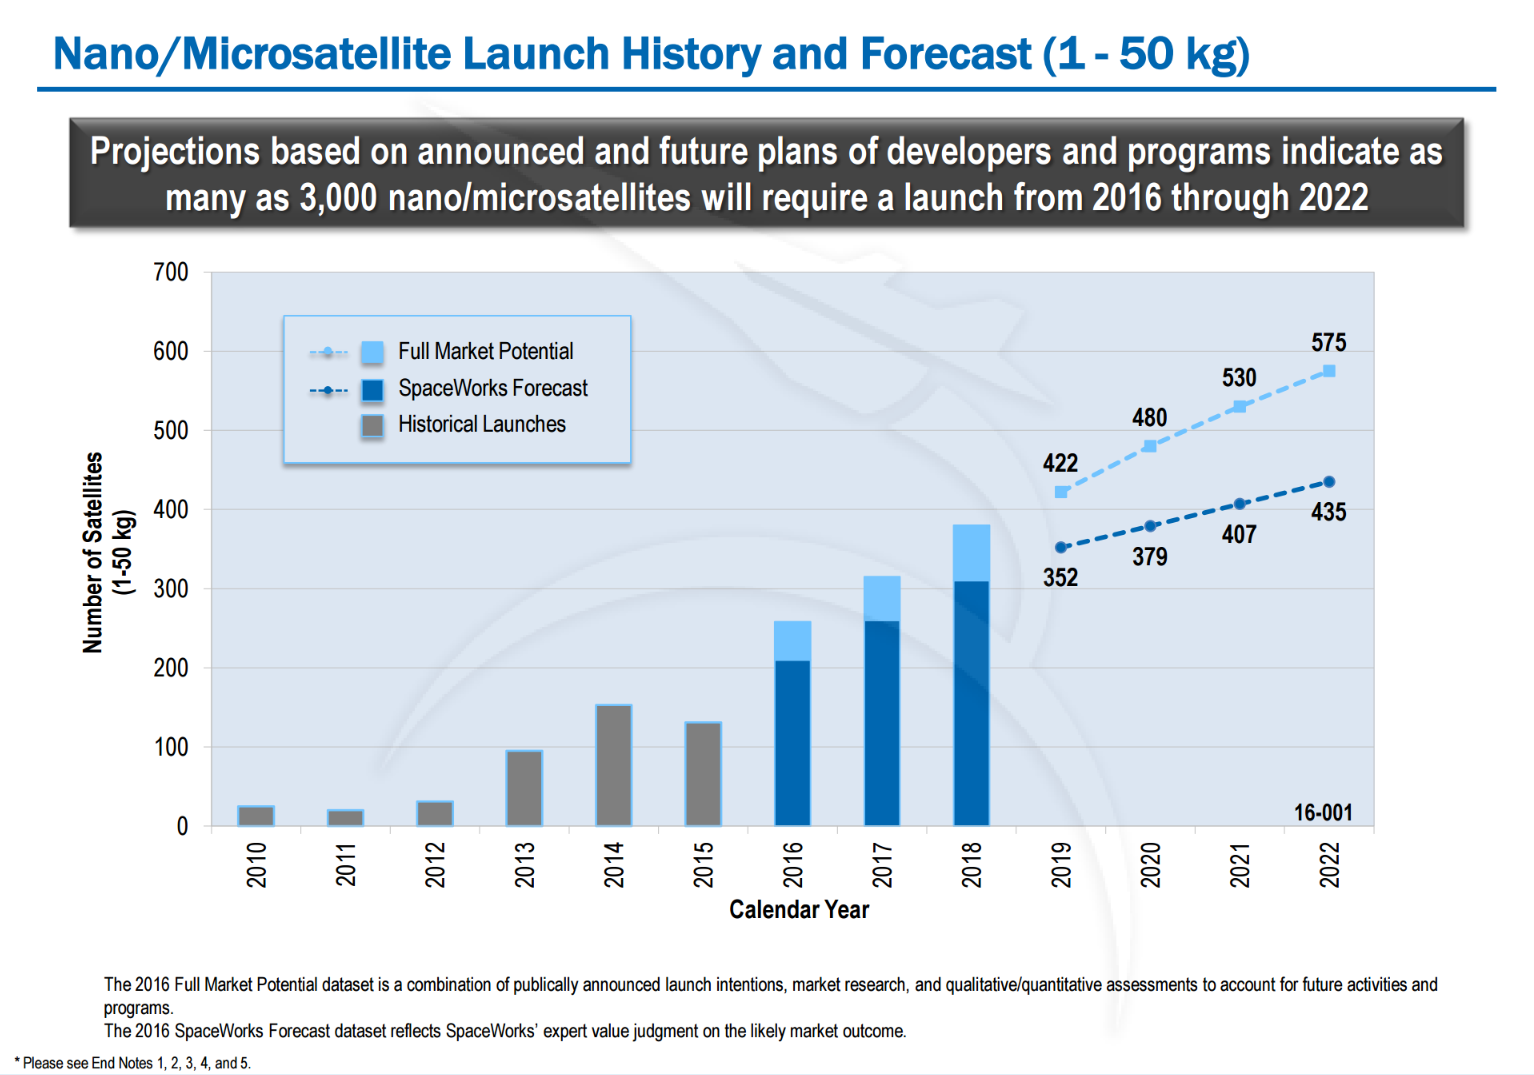 Nano/Microsatellite Launch History and Forecast (1 - 50 kg)
Projections based on announced and future plans of developers and programs indicate as
many as 3,000 nano/microsatellites will require a launch from 2016 through 2022
700
600
500
400
300
200
100
0
Number of Satellites
(1-50 kg)
Full Market Potential
SpaceWorks Forecast
Historical Launches
422
480
530
575
352
379
407
435
16-001
2010
2011
2012
2013
2014
2015
2016
2017
2018
2019
2020
2021
2022
Calendar Year
The 2016 Full Market Potential dataset is a combination of publically announced launch intentions, market research, and qualitative/quantitative assessments to account for future activities and
programs.
The 2016 SpaceWorks Forecast dataset reflects SpaceWorks’ expert value judgment on the likely market outcome.
* Please see End Notes 1, 2, 3, 4, and 5.